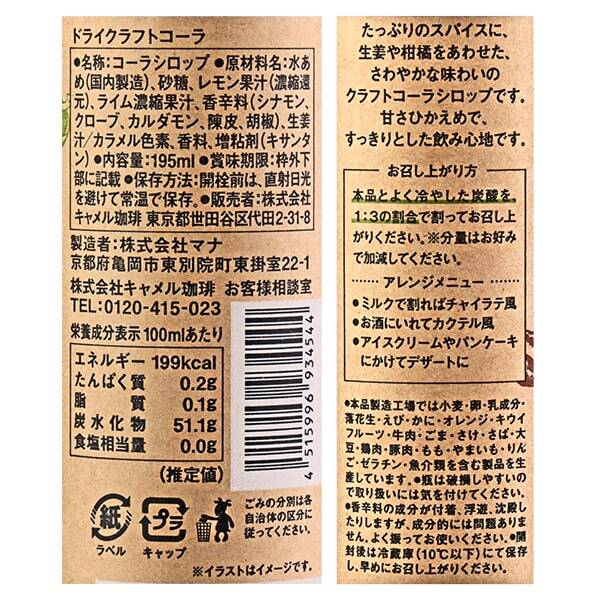 ドライクラフトコーラ
●名称:コーラシロップ ●原材料名:水あ
め(国内製造)、砂糖、レモン果汁(濃縮還
元)、ライム濃縮果汁、香辛料(シナモン、
クローブ、カルダモン、陳皮、胡椒)、生姜
汁/カラメル色素、香料、増粘剤(キサンタ
ン) ●内容量:195ml ●賞味期限:枠外下
部に記載 ●保存方法:開栓前は、直射日光
を避けて常温で保存。●販売者:株式会社
キャメル珈琲 東京都世田谷区代田2-31-8
製造者:株式会社マナ
京都府亀岡市東別院町東掛室22-1
株式会社キャメル珈琲 お客様相談室
TEL:0120-415-023
栄養成分表示 100mlあたり
エネルギー 199kcal
たんぱく質 0.2g
脂質 0.1g
炭水化物 51.1g
食塩相当量 0.0g
(推定値)
4 515996 934544
紙
ラベル
プラ
キャップ
ごみの分別は各
自治体の区分に
従ってください。
※イラストはイメージです。
たっぷりのスパイスに、
生姜や柑橘をあわせた、
さわやかな味わいの
クラフトコーラシロップです。
甘さひかえめで、
すっきりとした飲み心地です。
お召し上がり方
本品とよく冷やした炭酸を、
1:3の割合で割ってお召し上
がりください。※分量はお好み
で加減してください。
アレンジメニュー
●ミルクで割ればチャイラテ風
●お酒にいれてカクテル風
●アイスクリームやパンケーキ
にかけてデザートに
●本品製造工場では小麦・卵・乳成分・
落花生・えび・かに・オレンジ・キウイ
フルーツ・牛肉・ごま・さけ・さば・大
豆・鶏肉・豚肉・もも・やまいも・りん
ご・ゼラチン・魚介類を含む製品を生
産しています。●瓶は破損しやすいの
で取り扱いには気を付けてください。
●香辛料の成分が付着、浮遊、沈殿し
たりしますが、成分的には問題ありませ
ん。よく振ってお使いください。●開
封後は冷蔵庫(10℃以下)にて保存
し、早めにお召し上がりください。